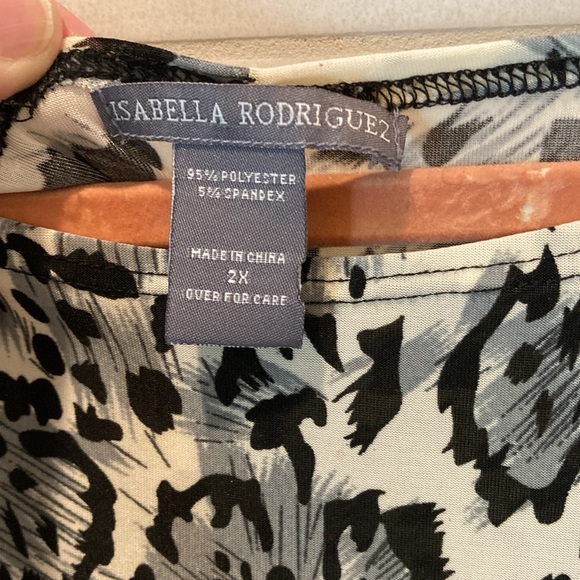 ISABELLA RODRIGUEZ
95% POLYESTER
5% SPANDEX
MADE IN CHINA
2X
OVER FOR CARE